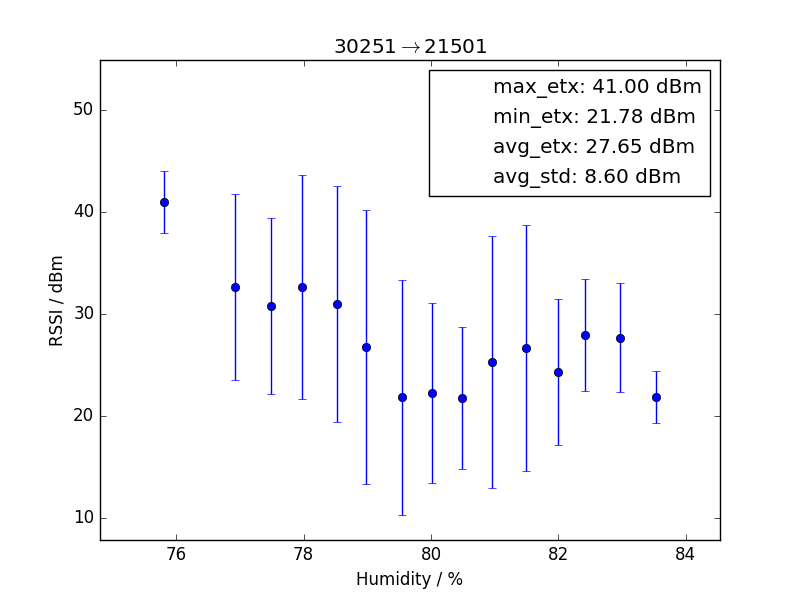 30251→21501
max_etx: 41.00 dBm
min_etx: 21.78 dBm
avg_etx: 27.65 dBm
avg_std: 8.60 dBm
RSSI / dBm
50
40
30
20
10
76 78 80 82 84
Humidity / %